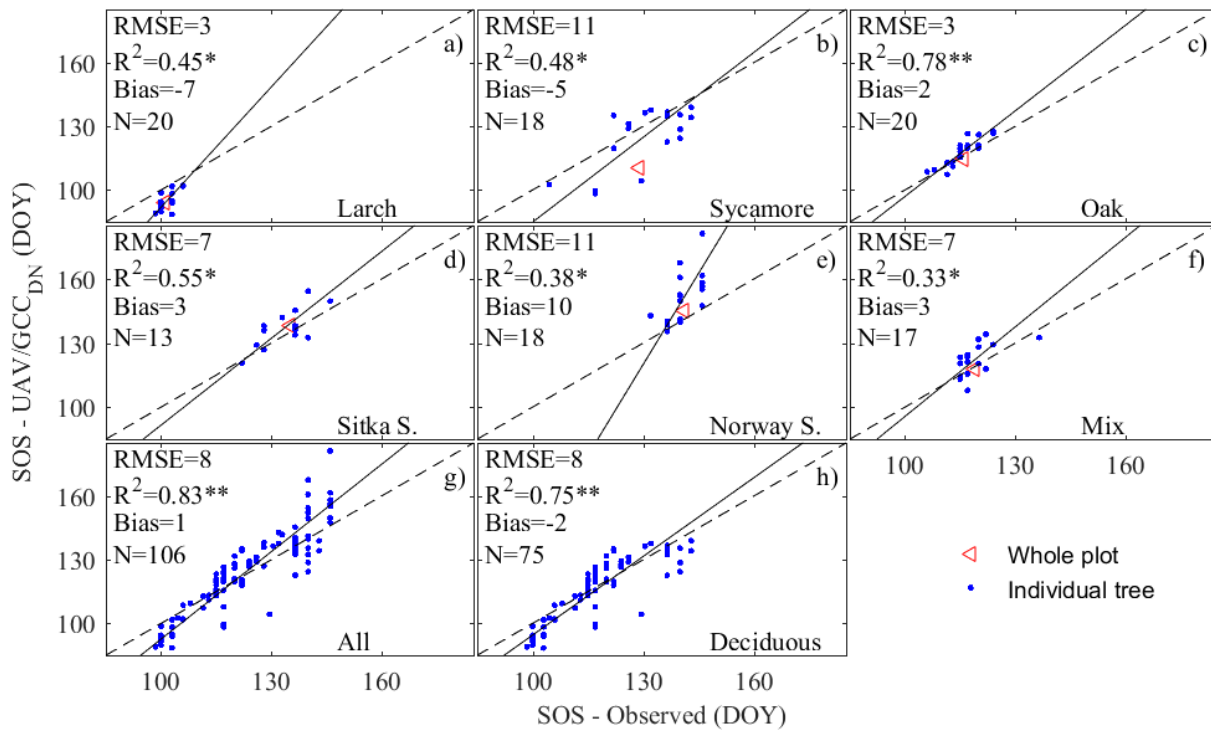 SOS - UAV/GCC_DN (DOY)
160
130
100
RMSE=3
R²=0.45*
Bias=-7
N=20
a)
Larch
RMSE=11
R²=0.48*
Bias=-5
N=18
b)
Sycamore
RMSE=3
R²=0.78**
Bias=2
N=20
c)
Oak
160
130
100
RMSE=7
R²=0.55*
Bias=3
N=13
d)
Sitka S.
RMSE=11
R²=0.38*
Bias=10
N=18
e)
Norway S.
RMSE=7
R²=0.33*
Bias=3
N=17
f)
Mix
100 130 160
160
130
100
RMSE=8
R²=0.83**
Bias=1
N=106
g)
All
RMSE=8
R²=0.75**
Bias=-2
N=75
h)
Deciduous
Whole plot
Individual tree
100 130 160
100 130 160
SOS - Observed (DOY)